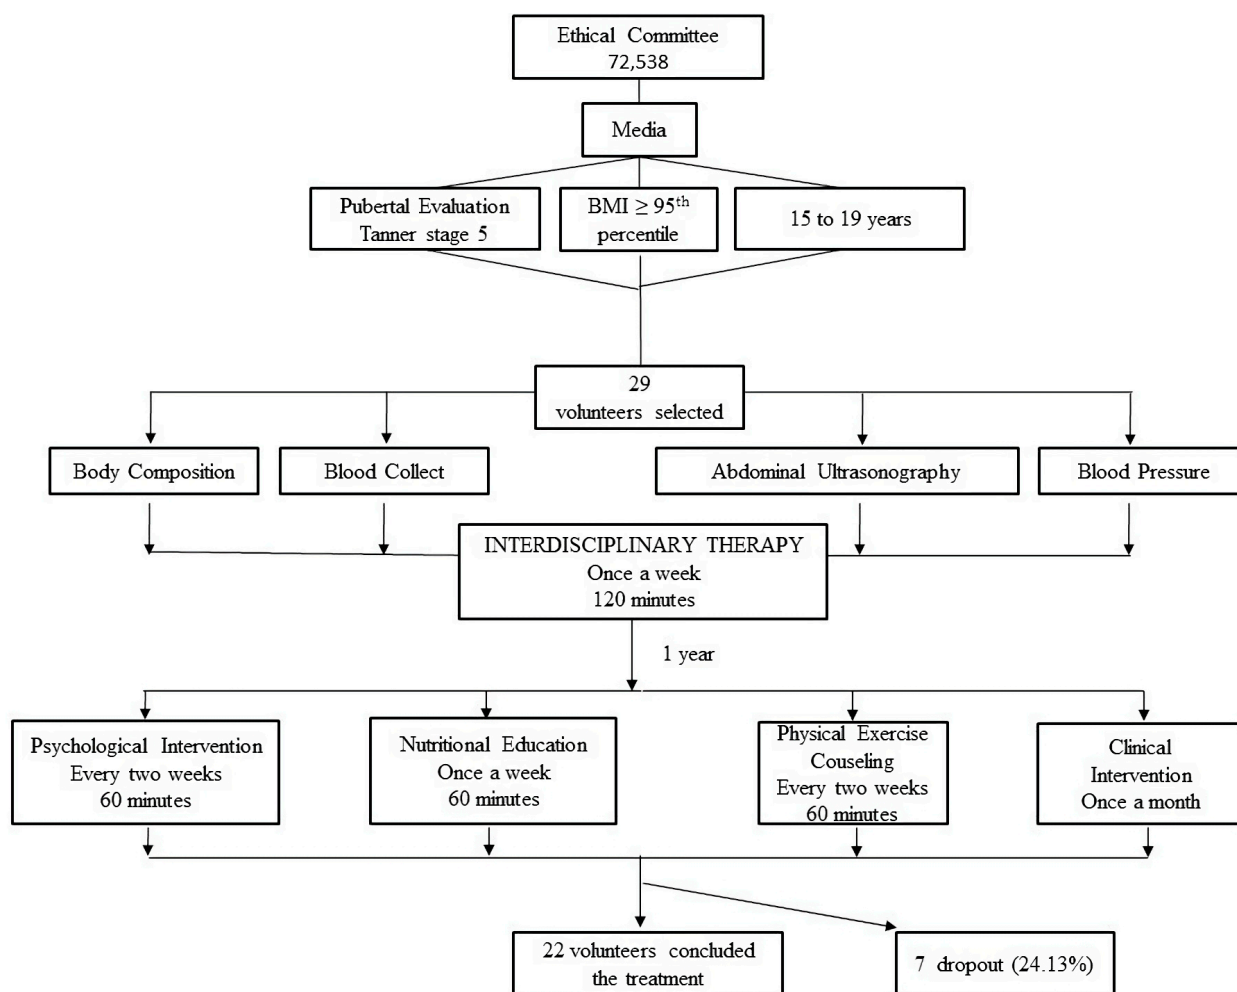 Ethical Committee
72,538
Media
Pubertal Evaluation
Tanner stage 5
BMI ≥ 95th
percentile
15 to 19 years
29
volunteers selected
Body Composition
Blood Collect
Abdominal Ultrasonography
Blood Pressure
INTERDISCIPLINARY THERAPY
Once a week
120 minutes
1 year
Psychological Intervention
Every two weeks
60 minutes
Nutritional Education
Once a week
60 minutes
Physical Exercise
Couseling
Every two weeks
60 minutes
Clinical
Intervention
Once a month
22 volunteers concluded
the treatment
7 dropout (24.13%)